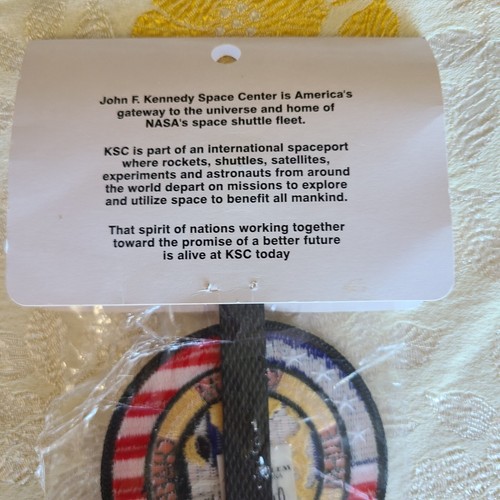 John F. Kennedy Space Center is America's
gateway to the universe and home of
NASA's space shuttle fleet.
KSC is part of an international spaceport
where rockets, shuttles, satellites,
experiments and astronauts from around
the world depart on missions to explore
and utilize space to benefit all mankind.
That spirit of nations working together
toward the promise of a better future
is alive at KSC today